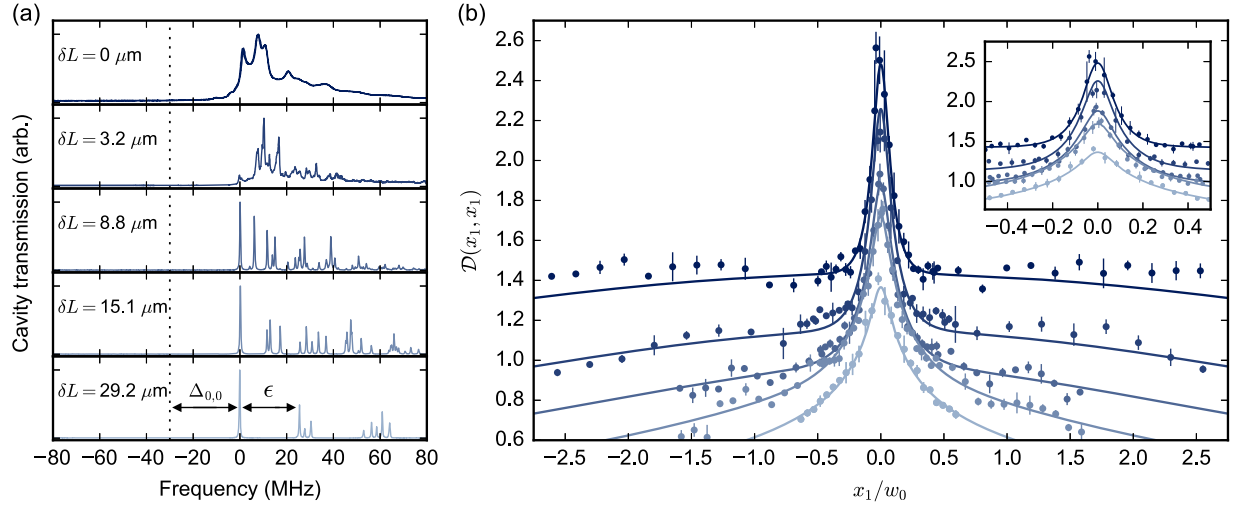 (a)
δL = 0 μm
δL = 3.2 μm
δL = 8.8 μm
δL = 15.1 μm
δL = 29.2 μm
Δ0,0
ϵ
Cavity transmission (arb.)
−80 −60 −40 −20 0 20 40 60 80
Frequency (MHz)
(b)
2.6
2.4
2.2
2.0
1.8
1.6
1.4
1.2
1.0
0.8
0.6
𝒟(x1, x1)
−2.5 −2.0 −1.5 −1.0 −0.5 0.0 0.5 1.0 1.5 2.0 2.5
x1/w0
2.5
2.0
1.5
1.0
−0.4 −0.2 0.0 0.2 0.4